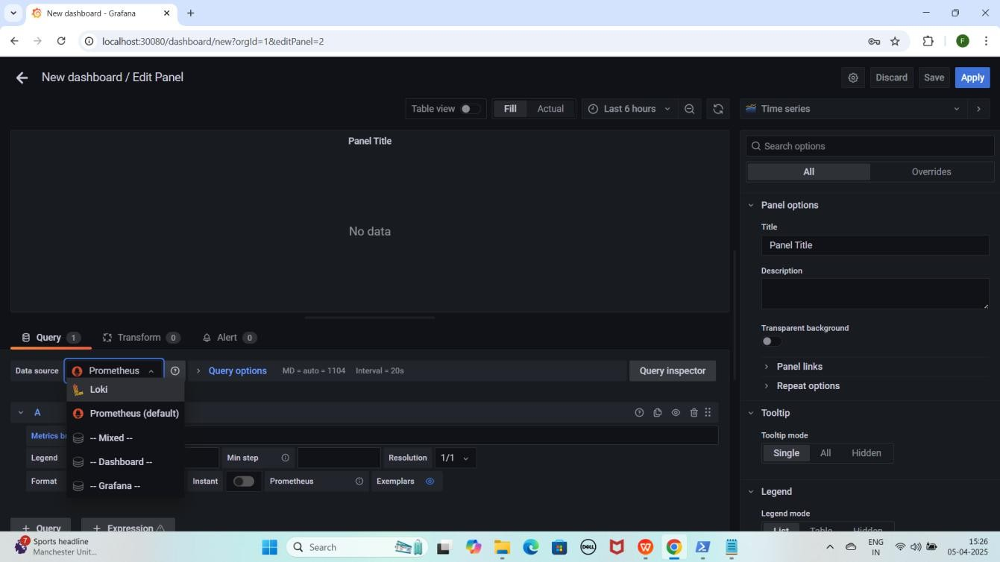 New dashboard - Grafana
localhost:30080/dashboard/new?orgId=1&editPanel=2
F
New dashboard / Edit Panel
Discard
Save
Apply
Table view
Fill
Actual
Last 6 hours
Time series
Panel Title
No data
Search options
All
Overrides
Panel options
Title
Panel Title
Description
Transparent background
Panel links
Repeat options
Tooltip
Tooltip mode
Single
All
Hidden
Legend
Legend mode
List
Table
Hidden
Query 1
Transform 0
Alert 0
Data source
Prometheus
Query options
MD = auto = 1104
Interval = 20s
Query inspector
Loki
Prometheus (default)
-- Mixed --
-- Dashboard --
-- Grafana --
A
Metrics b
Legend
Min step
Resolution
1/1
Format
Instant
Prometheus
Exemplars
+ Query
+ Expression
7
Sports headline
Manchester Unit...
Search
DELL
ENG
IN
15:26
05-04-2025